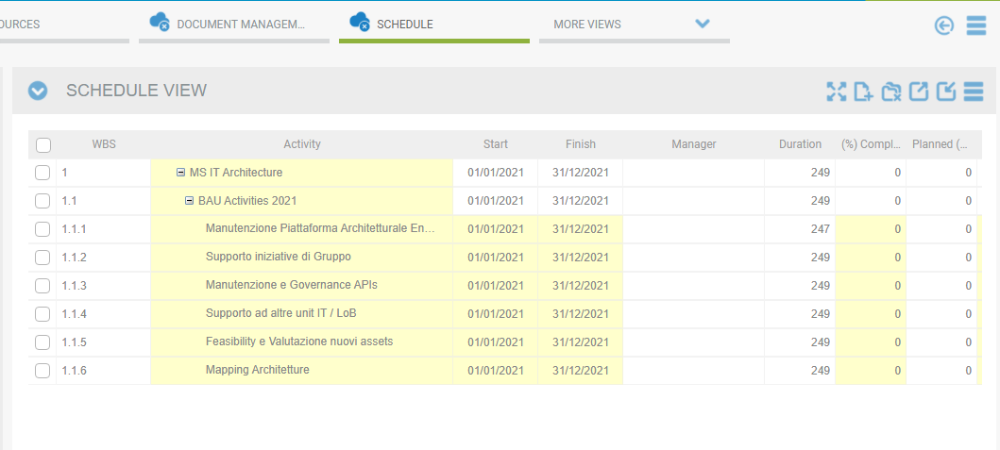 OURCES DOCUMENT MANAGEM... SCHEDULE MORE VIEWS
SCHEDULE VIEW
WBS Activity Start Finish Manager Duration (%) Compl... Planned (...
1 MS IT Architecture 01/01/2021 31/12/2021 249 0 0
1.1 BAU Activities 2021 01/01/2021 31/12/2021 249 0 0
1.1.1 Manutenzione Piattaforma Architetturale En... 01/01/2021 31/12/2021 247 0 0
1.1.2 Supporto iniziative di Gruppo 01/01/2021 31/12/2021 249 0 0
1.1.3 Manutenzione e Governance APIs 01/01/2021 31/12/2021 249 0 0
1.1.4 Supporto ad altre unit IT / LoB 01/01/2021 31/12/2021 249 0 0
1.1.5 Feasibility e Valutazione nuovi assets 01/01/2021 31/12/2021 249 0 0
1.1.6 Mapping Architetture 01/01/2021 31/12/2021 249 0 0